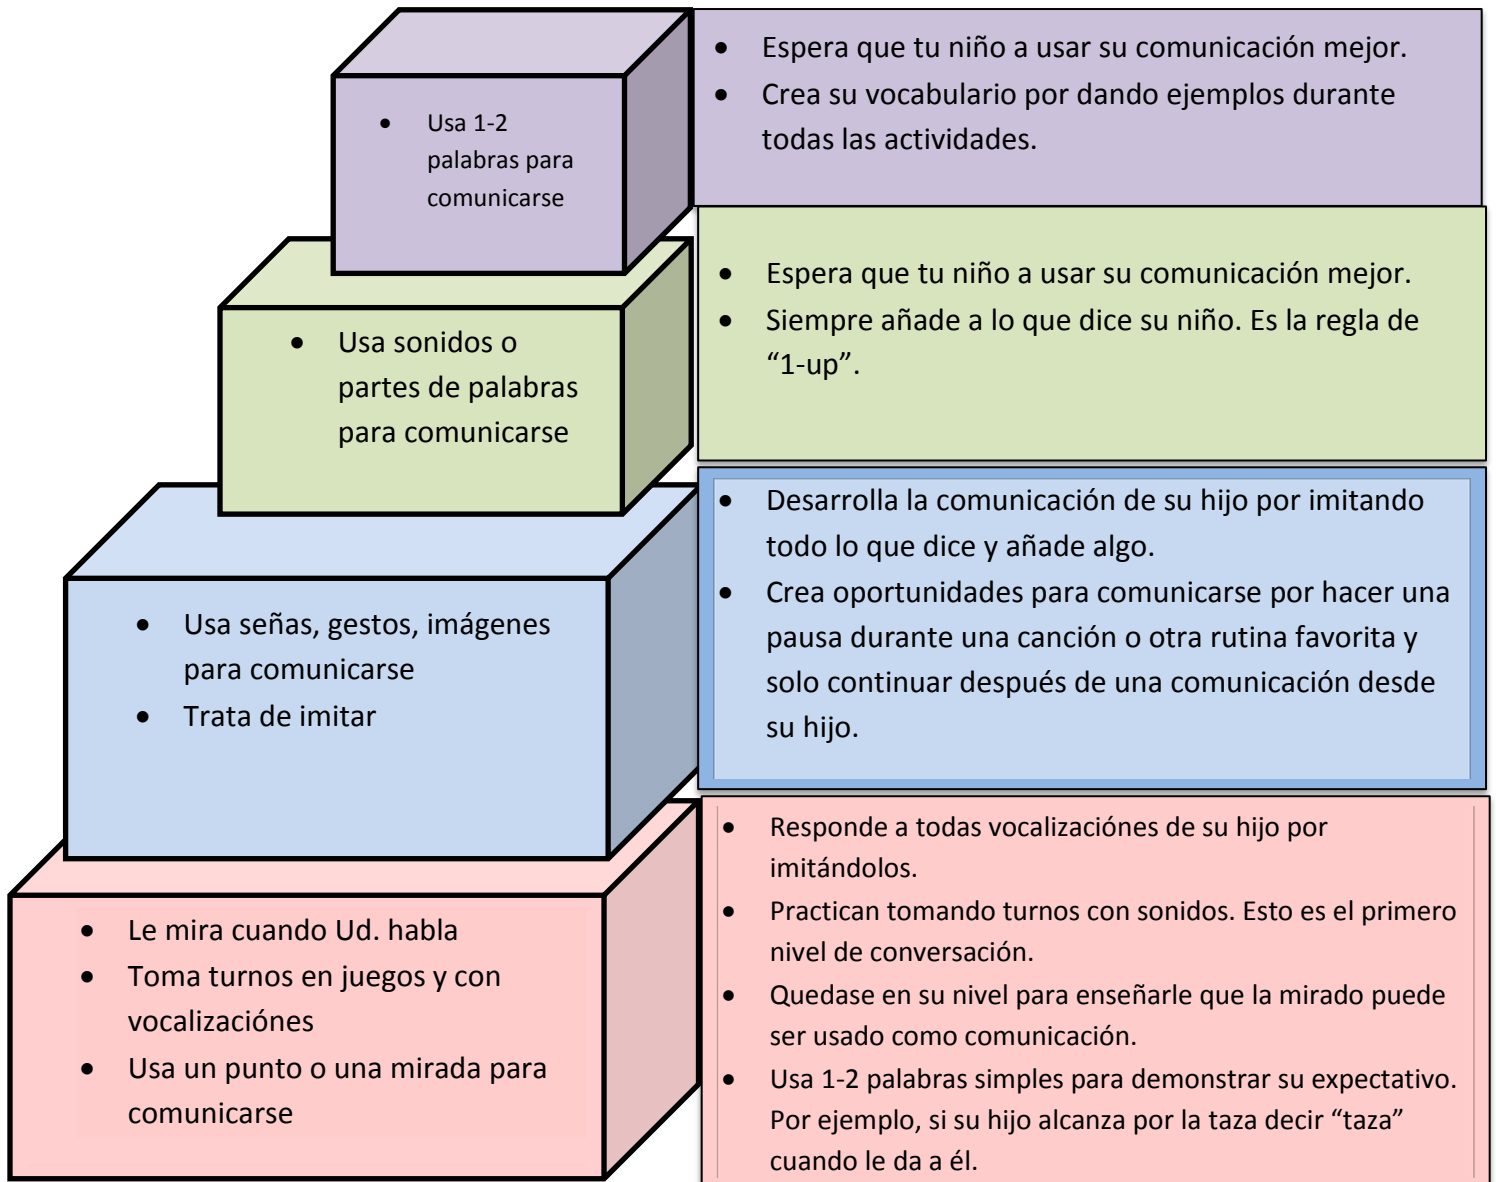 • Usa 1-2
palabras para
comunicarse
• Espera que tu niño a usar su comunicación mejor.
• Crea su vocabulario por dando ejemplos durante
todas las actividades.
• Usa sonidos o
partes de palabras
para comunicarse
• Espera que tu niño a usar su comunicación mejor.
• Siempre añade a lo que dice su niño. Es la regla de
“1-up”.
• Usa señas, gestos, imágenes
para comunicarse
• Trata de imitar
• Desarrolla la comunicación de su hijo por imitando
todo lo que dice y añade algo.
• Crea oportunidades para comunicarse por hacer una
pausa durante una canción o otra rutina favorita y
solo continuar después de una comunicación desde
su hijo.
• Le mira cuando Ud. habla
• Toma turnos en juegos y con
vocalizaciónes
• Usa un punto o una mirada para
comunicarse
• Responde a todas vocalizaciónes de su hijo por
imitándolos.
• Practican tomando turnos con sonidos. Esto es el primero
nivel de conversación.
• Quedase en su nivel para enseñarle que la mirado puede
ser usado como comunicación.
• Usa 1-2 palabras simples para demonstrar su expectativo.
Por ejemplo, si su hijo alcanza por la taza decir “taza”
cuando le da a él.